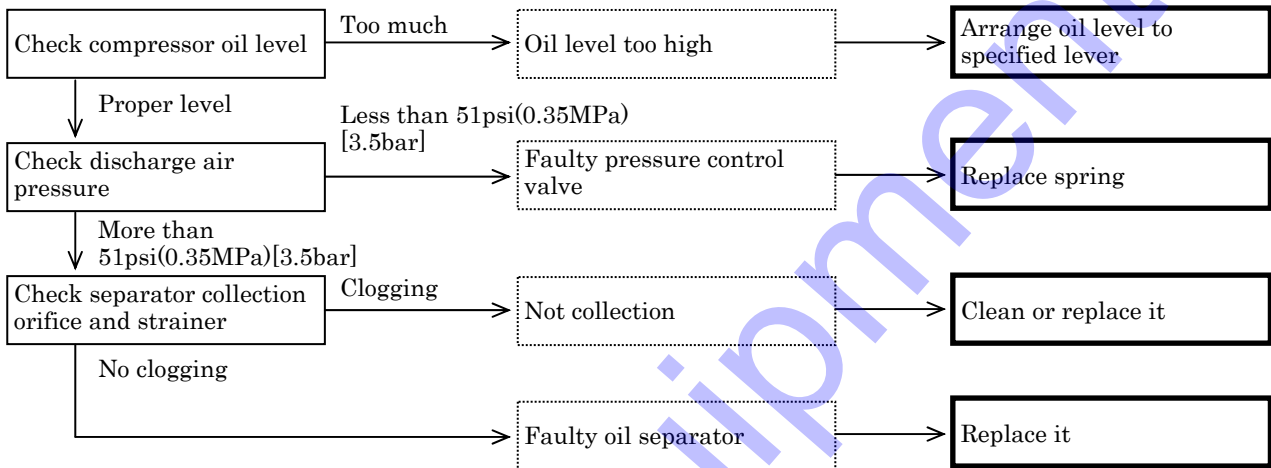 Check compressor oil level
Too much
Oil level too high
Arrange oil level to
specified lever
Proper level
Less than 51psi(0.35MPa)
[3.5bar]
Check discharge air
pressure
Faulty pressure control
valve
Replace spring
More than
51psi(0.35MPa)[3.5bar]
Check separator collection
orifice and strainer
Clogging
Not collection
Clean or replace it
No clogging
Faulty oil separator
Replace it